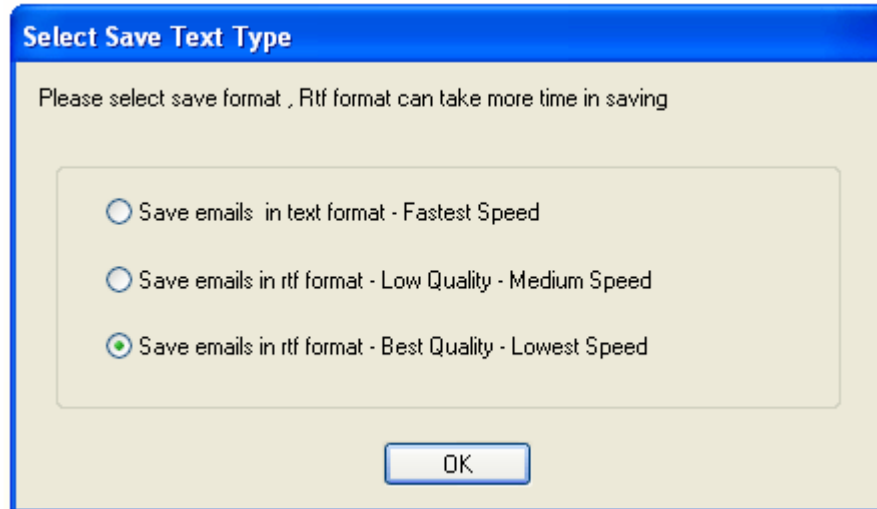 Select Save Text Type
Please select save format , Rtf format can take more time in saving
Save emails  in text format - Fastest Speed
Save emails in rtf format - Low Quality - Medium Speed
Save emails in rtf format - Best Quality - Lowest Speed
OK